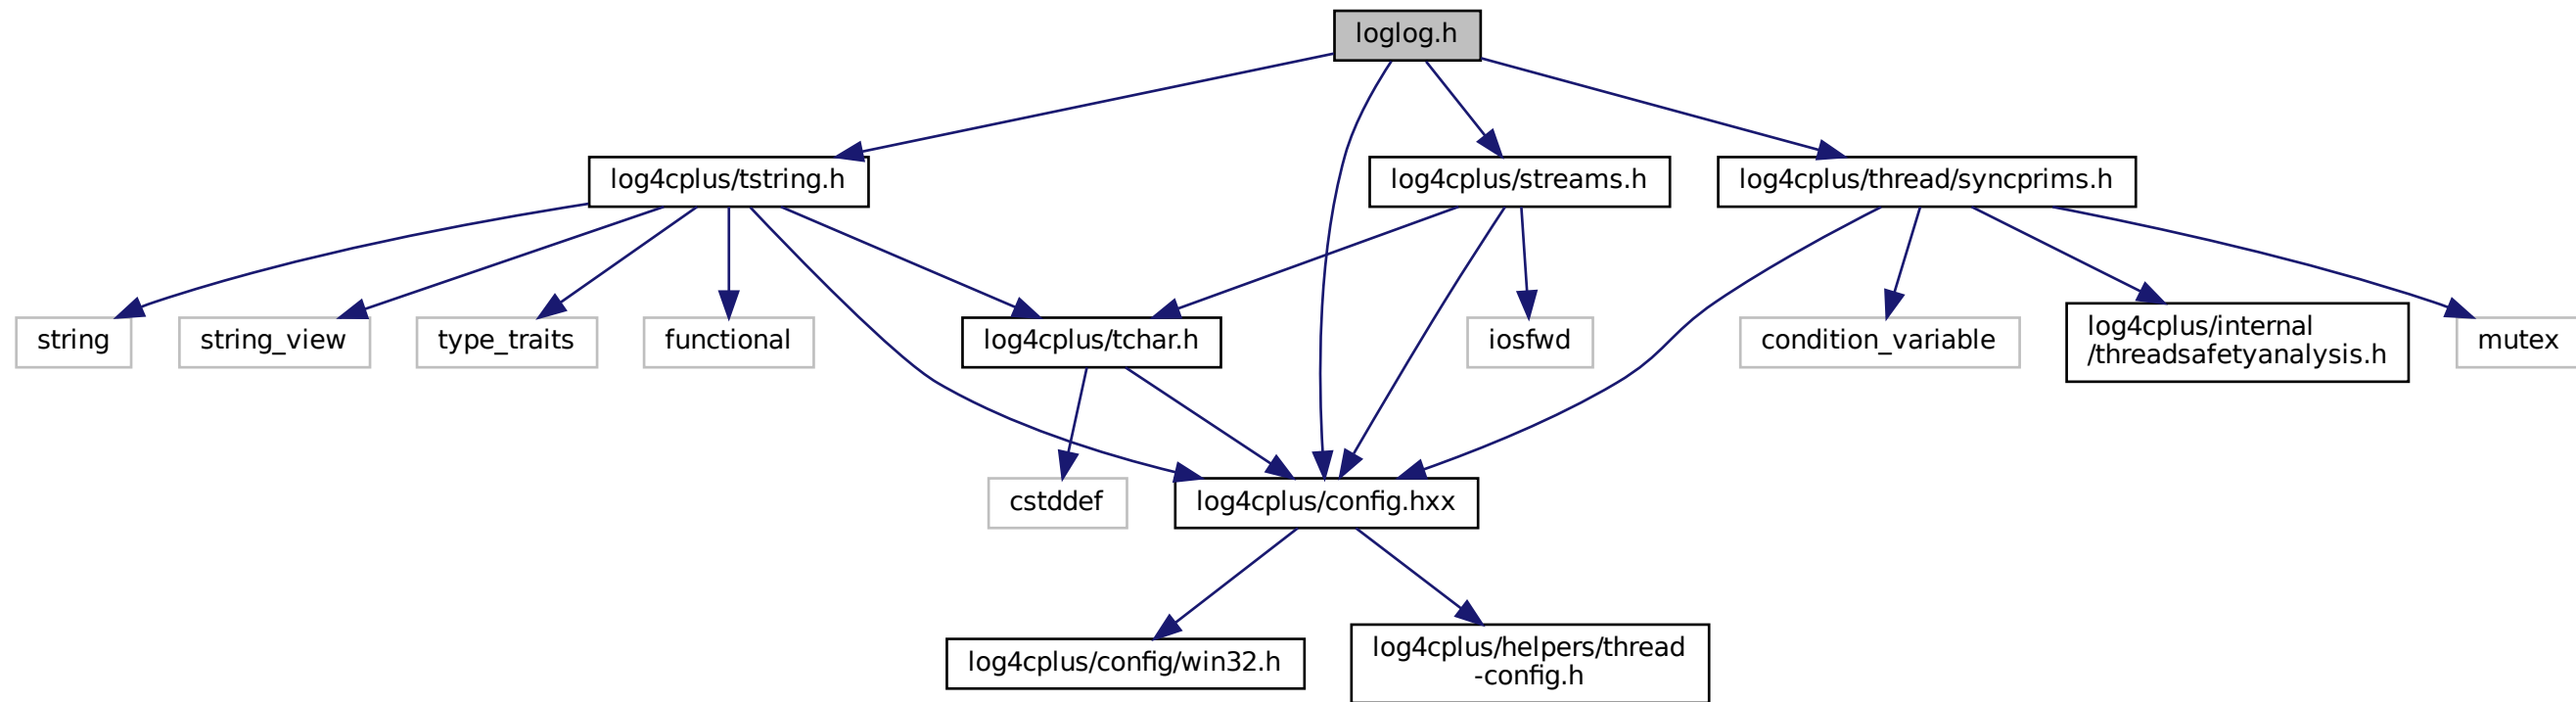 loglog.h
log4cplus/tstring.h
log4cplus/streams.h
log4cplus/thread/syncprims.h
string
string_view
type_traits
functional
log4cplus/tchar.h
iosfwd
condition_variable
log4cplus/internal
/threadsafetyanalysis.h
mutex
cstddef
log4cplus/config.hxx
log4cplus/config/win32.h
log4cplus/helpers/thread
-config.h